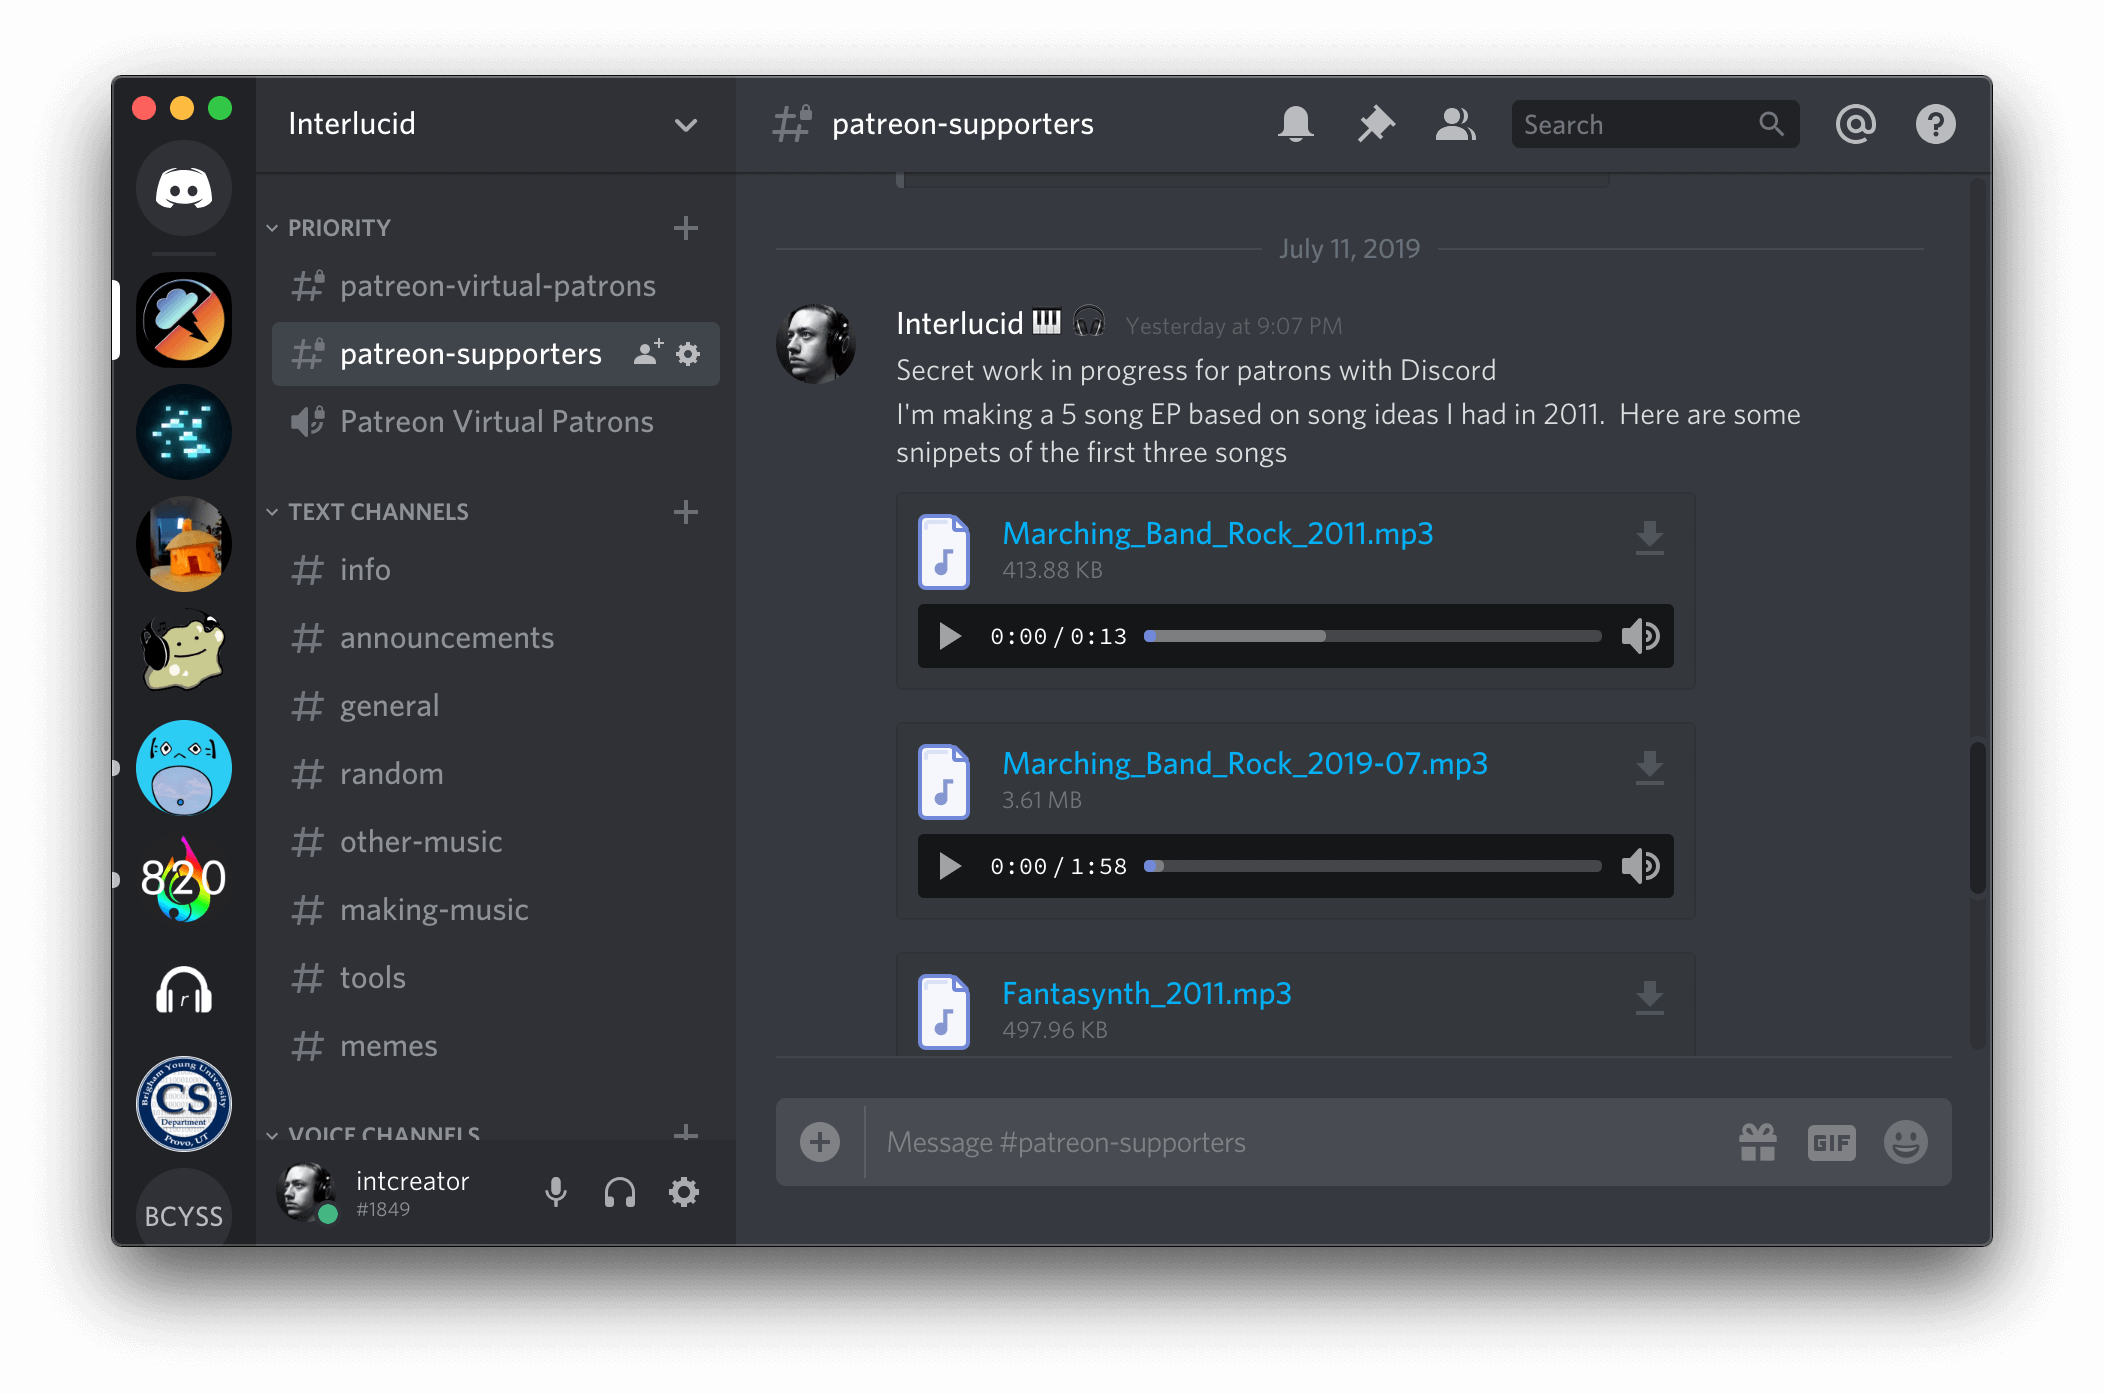 Interlucid
patreon-supporters
Search
PRIORITY
patreon-virtual-patrons
patreon-supporters
Patreon Virtual Patrons
TEXT CHANNELS
info
announcements
general
random
other-music
making-music
tools
memes
VOICE CHANNELS
intcreator
#1849
820
r
Brigham Young University
CS
Department
Provo, UT
BCYSS
July 11, 2019
Interlucid 🎹 🎧 Yesterday at 9:07 PM
Secret work in progress for patrons with Discord
I'm making a 5 song EP based on song ideas I had in 2011.  Here are some
snippets of the first three songs
Marching_Band_Rock_2011.mp3
413.88 KB
0:00 / 0:13
Marching_Band_Rock_2019-07.mp3
3.61 MB
0:00 / 1:58
Fantasynth_2011.mp3
497.96 KB
Message #patreon-supporters
GIF